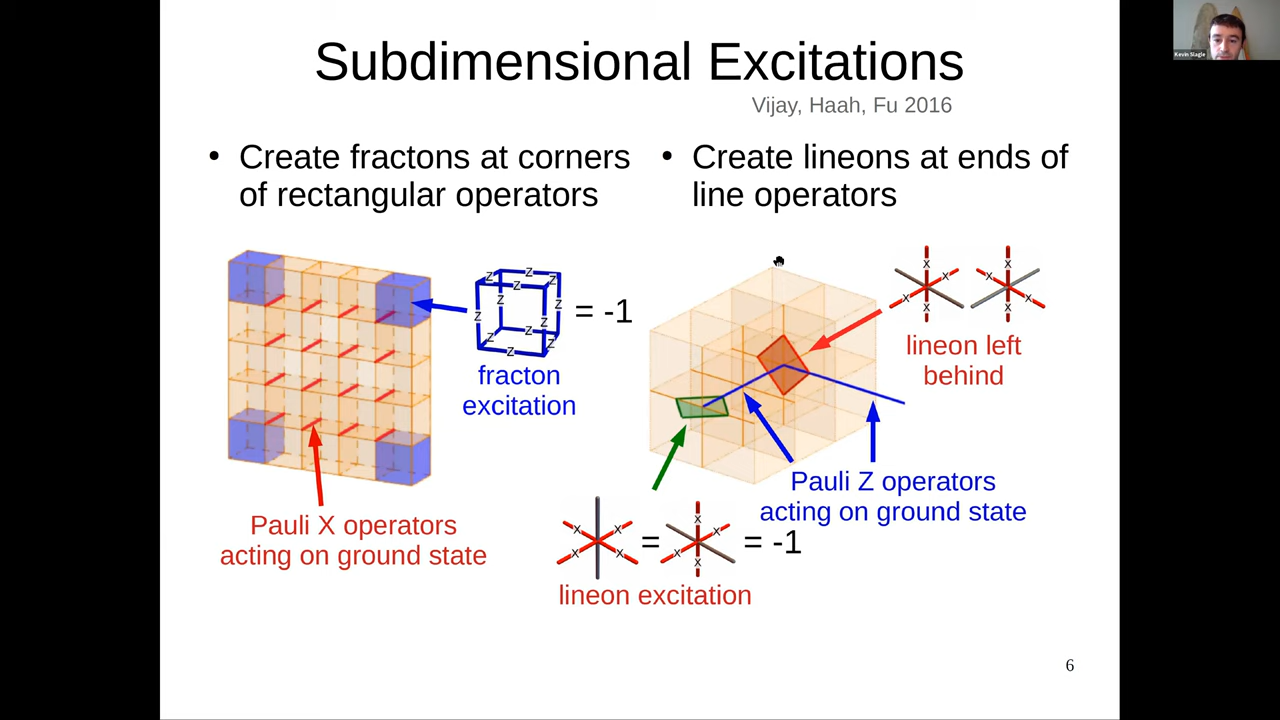 Subdimensional Excitations
Vijay, Haah, Fu 2016
• Create fractons at corners
of rectangular operators
• Create lineons at ends of
line operators
Z Z Z Z Z Z Z Z Z Z Z Z
= -1
fracton
excitation
Pauli X operators
acting on ground state
X X X X X X X X
lineon left
behind
Pauli Z operators
acting on ground state
X X X X = X X X X = -1
lineon excitation
6
Kevin Slagle